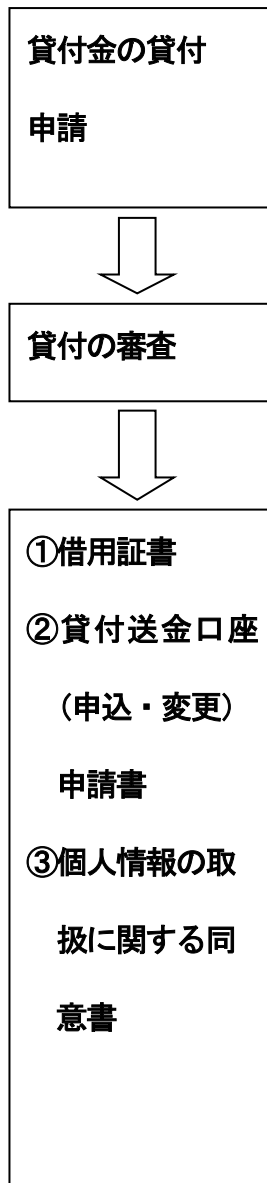 貸付金の貸付
申請
貸付の審査
①借用証書
②貸付送金口座
（申込・変更）
申請書
③個人情報の取
扱に関する同
意書